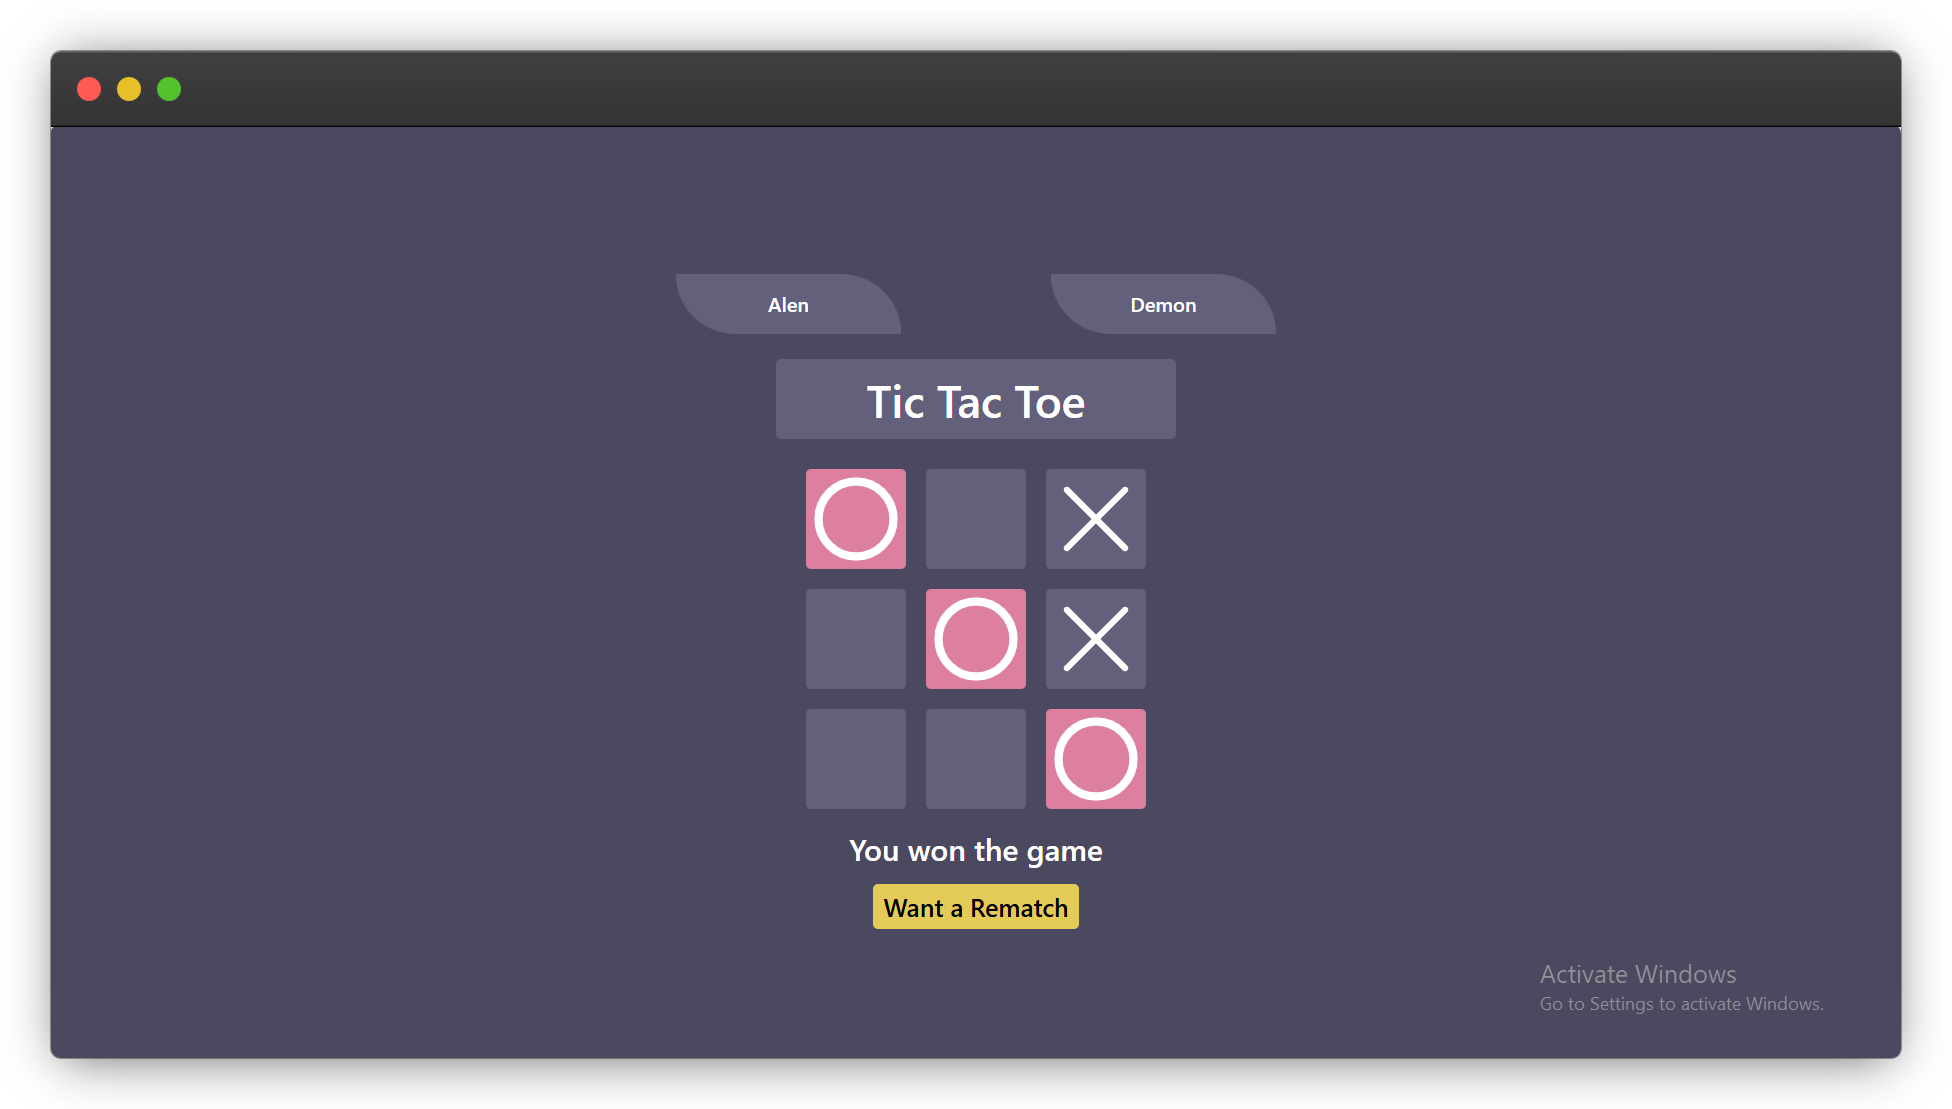 Alen
Demon
Tic Tac Toe
You won the game
Want a Rematch
Activate Windows
Go to Settings to activate Windows.